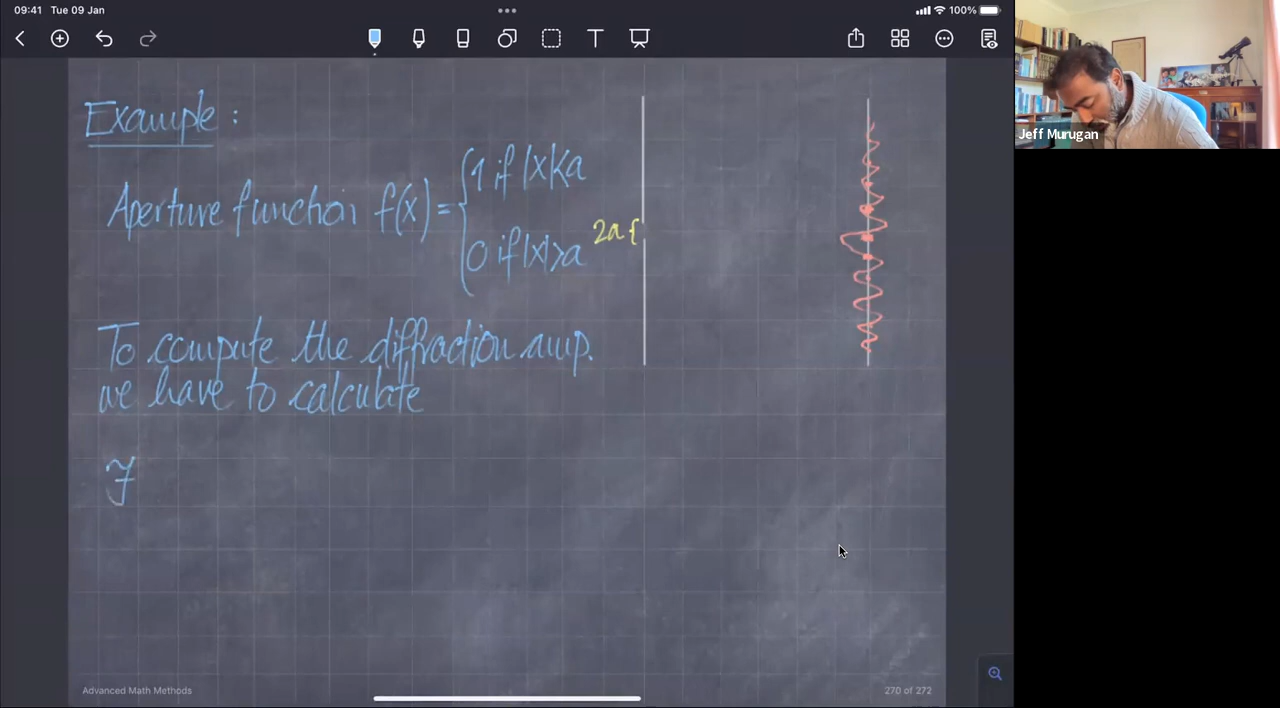 09:41 Tue 09 Jan
100%
Jeff Murugan
Example :
Aperture function f(x) = { 1 if |x|<a
0 if |x|>a
2a {
To compute the diffraction amp.
we have to calculate
ℱ
Advanced Math Methods
270 of 272